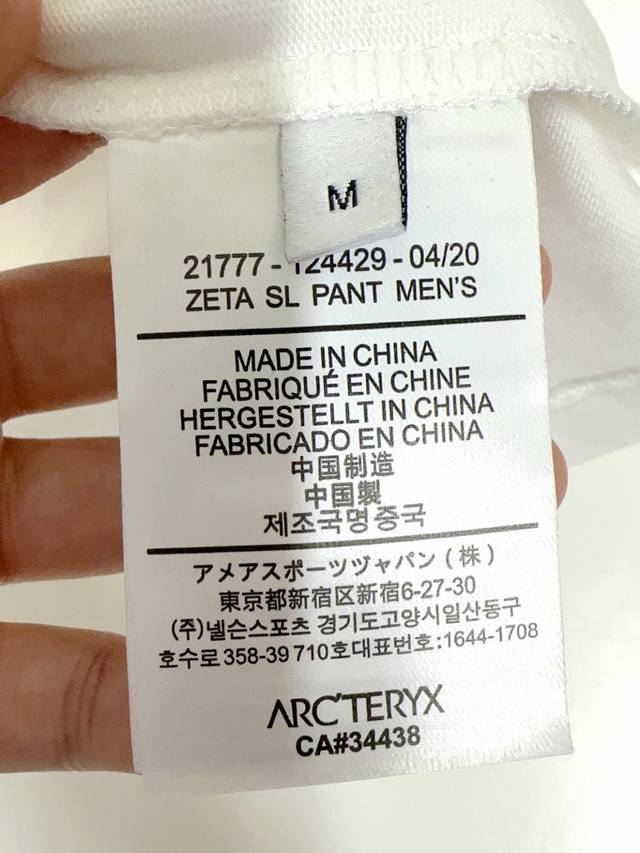 M
21777 - 124429 - 04/20
ZETA SL PANT MEN'S
MADE IN CHINA
FABRIQUÉ EN CHINE
HERGESTELLT IN CHINA
FABRICADO EN CHINA
中国制造
中国製
제조국명중국
アメアスポーツヅャパン (株)
東京都新宿区新宿6-27-30
(주)넬슨스포츠 경기도고양시일산동구
호수로358-39 710호대표번호:1644-1708
ARC'TERYX
CA#34438